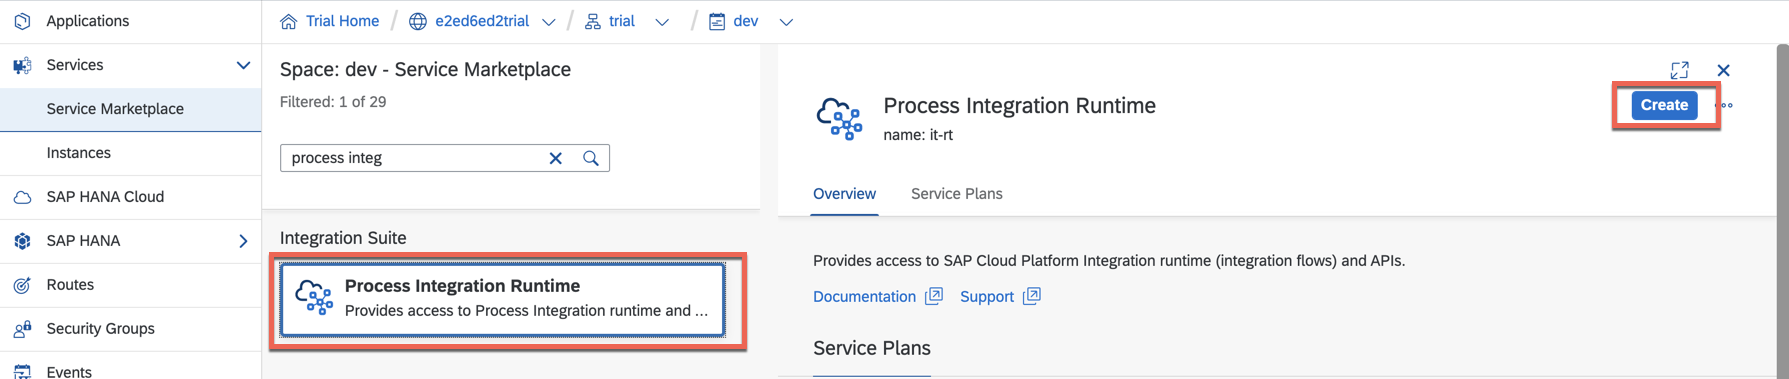 Applications
Services
Service Marketplace
Instances
SAP HANA Cloud
SAP HANA
Routes
Security Groups
Events
Trial Home / e2ed6ed2trial / trial / dev
Space: dev - Service Marketplace
Filtered: 1 of 29
process integ
Integration Suite
Process Integration Runtime
Provides access to Process Integration runtime and ...
Process Integration Runtime
name: it-rt
Create
Overview Service Plans
Provides access to SAP Cloud Platform Integration runtime (integration flows) and APIs.
Documentation Support
Service Plans